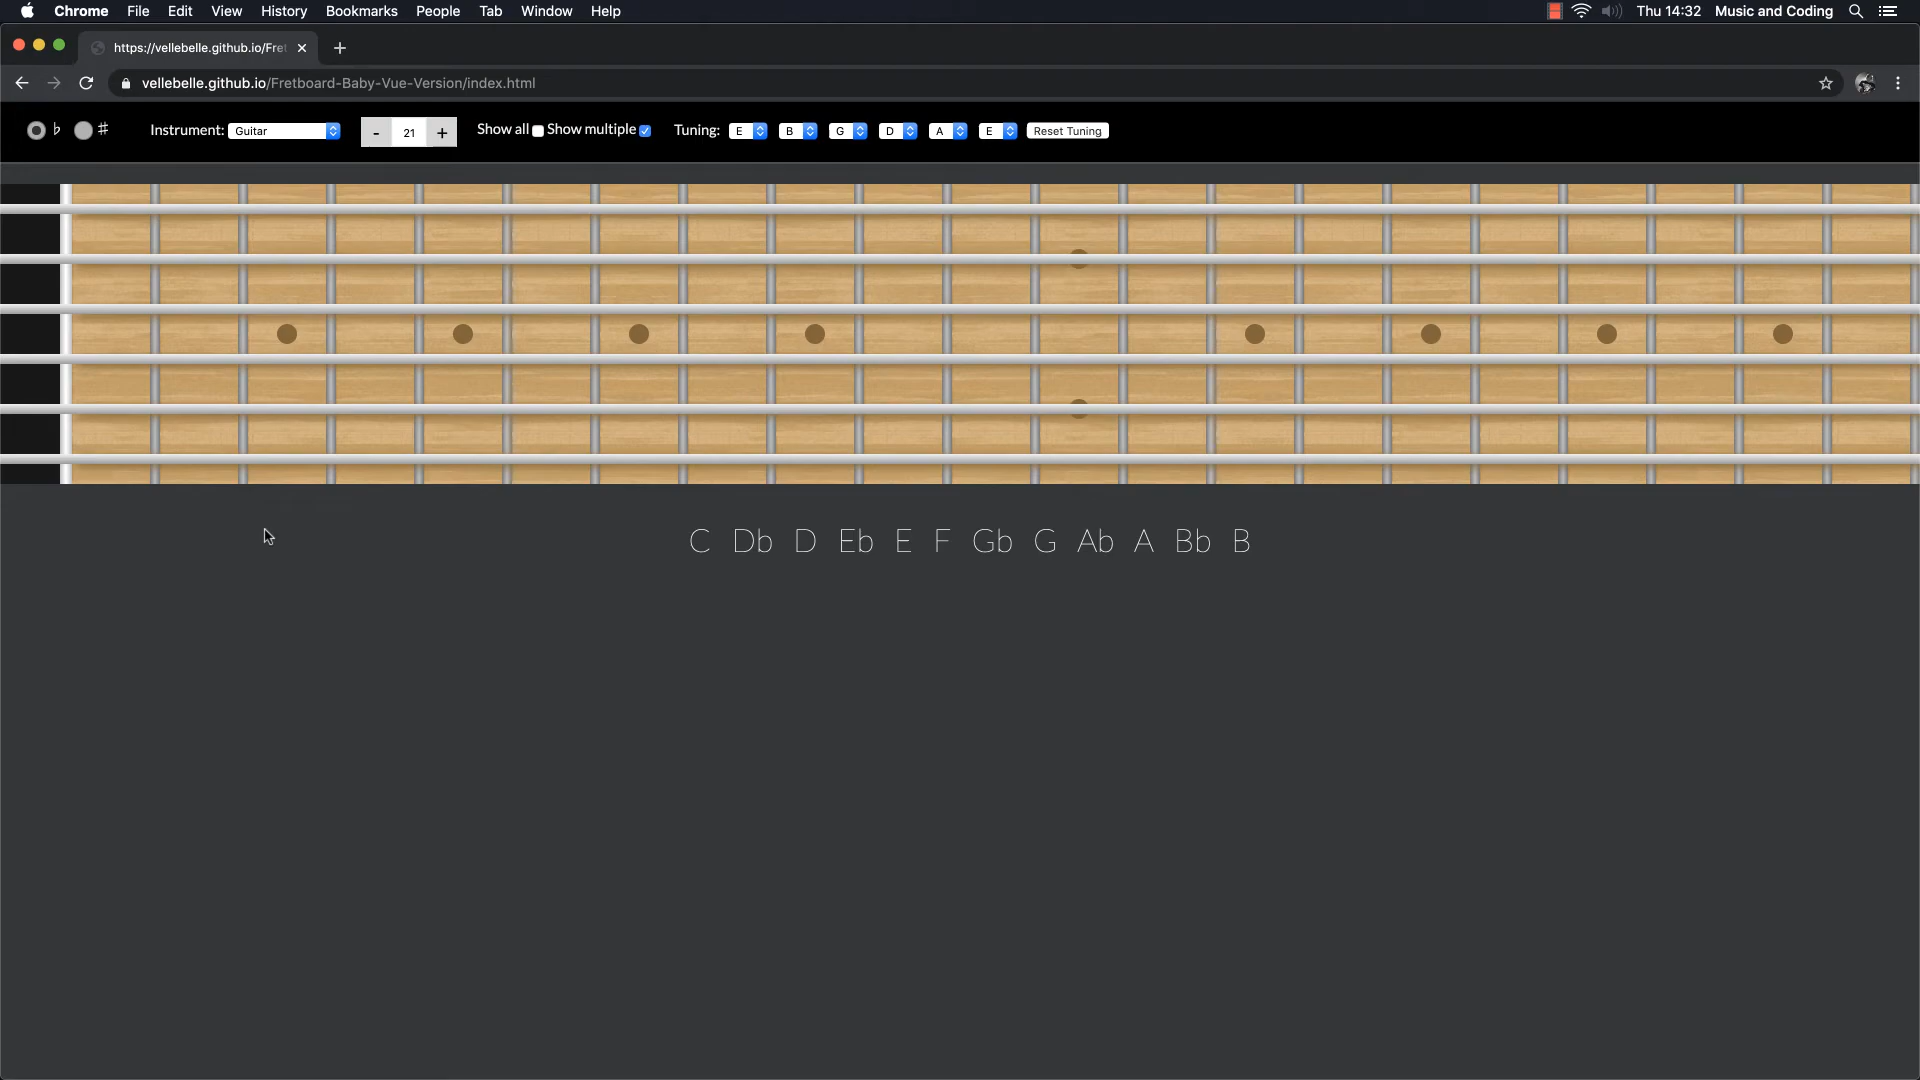 Chrome File Edit View History Bookmarks People Tab Window Help Thu 14:32 Music and Coding
https://vellebelle.github.io/Fret
vellebelle.github.io/Fretboard-Baby-Vue-Version/index.html
♭ ♯ Instrument: Guitar - 21 + Show all Show multiple Tuning: E B G D A E Reset Tuning
C Db D Eb E F Gb G Ab A Bb B